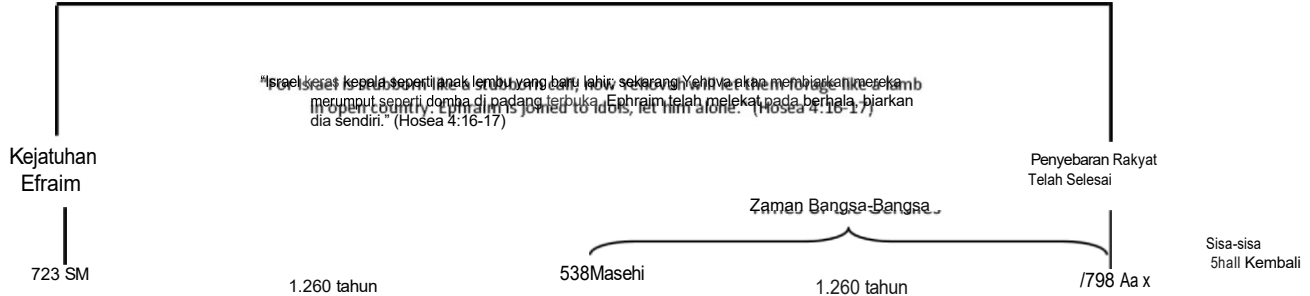 "Israel keras kepala seperti anak lembu yang baru lahir; sekarang Yehova akan membiarkan mereka
merumput seperti domba di padang terbuka. Ephraim telah melekat pada berhala, biarkan
dia sendiri." (Hosea 4:16-17)
Kejatuhan
Efraim
Penyebaran Rakyat
Telah Selesai
Zaman Bangsa-Bangsa
Sisa-sisa
5hall Kembali
723 SM
1.260 tahun
538Masehi
1.260 tahun
/798 Aa x